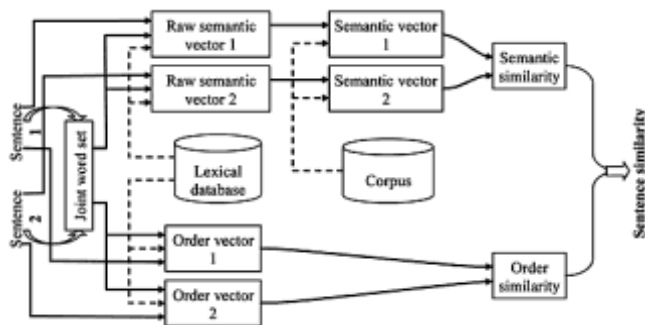 Sentence 1
Sentence 2
Joint word set
Raw semantic
vector 1
Raw semantic
vector 2
Semantic vector
1
Semantic vector
2
Semantic
similarity
Lexical
database
Corpus
Order vector
1
Order vector
2
Order
similarity
Sentence similarity